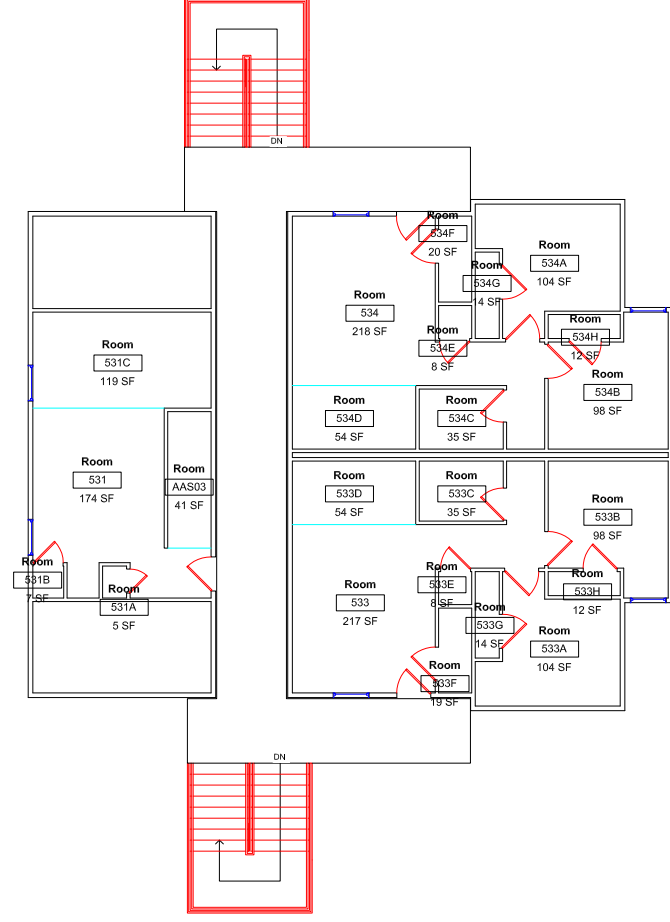 DN
Room
534F
20 SF
Room
534A
104 SF
Room
534G
14 SF
Room
534
218 SF
Room
534H
12 SF
Room
534E
8 SF
Room
531C
119 SF
Room
534B
98 SF
Room
534D
54 SF
Room
534C
35 SF
Room
531
174 SF
Room
AAS03
41 SF
Room
533D
54 SF
Room
533C
35 SF
Room
533B
98 SF
Room
531B
7 SF
Room
533E
8 SF
Room
533H
12 SF
Room
531A
5 SF
Room
533
217 SF
Room
533G
14 SF
Room
533A
104 SF
Room
533F
19 SF
DN